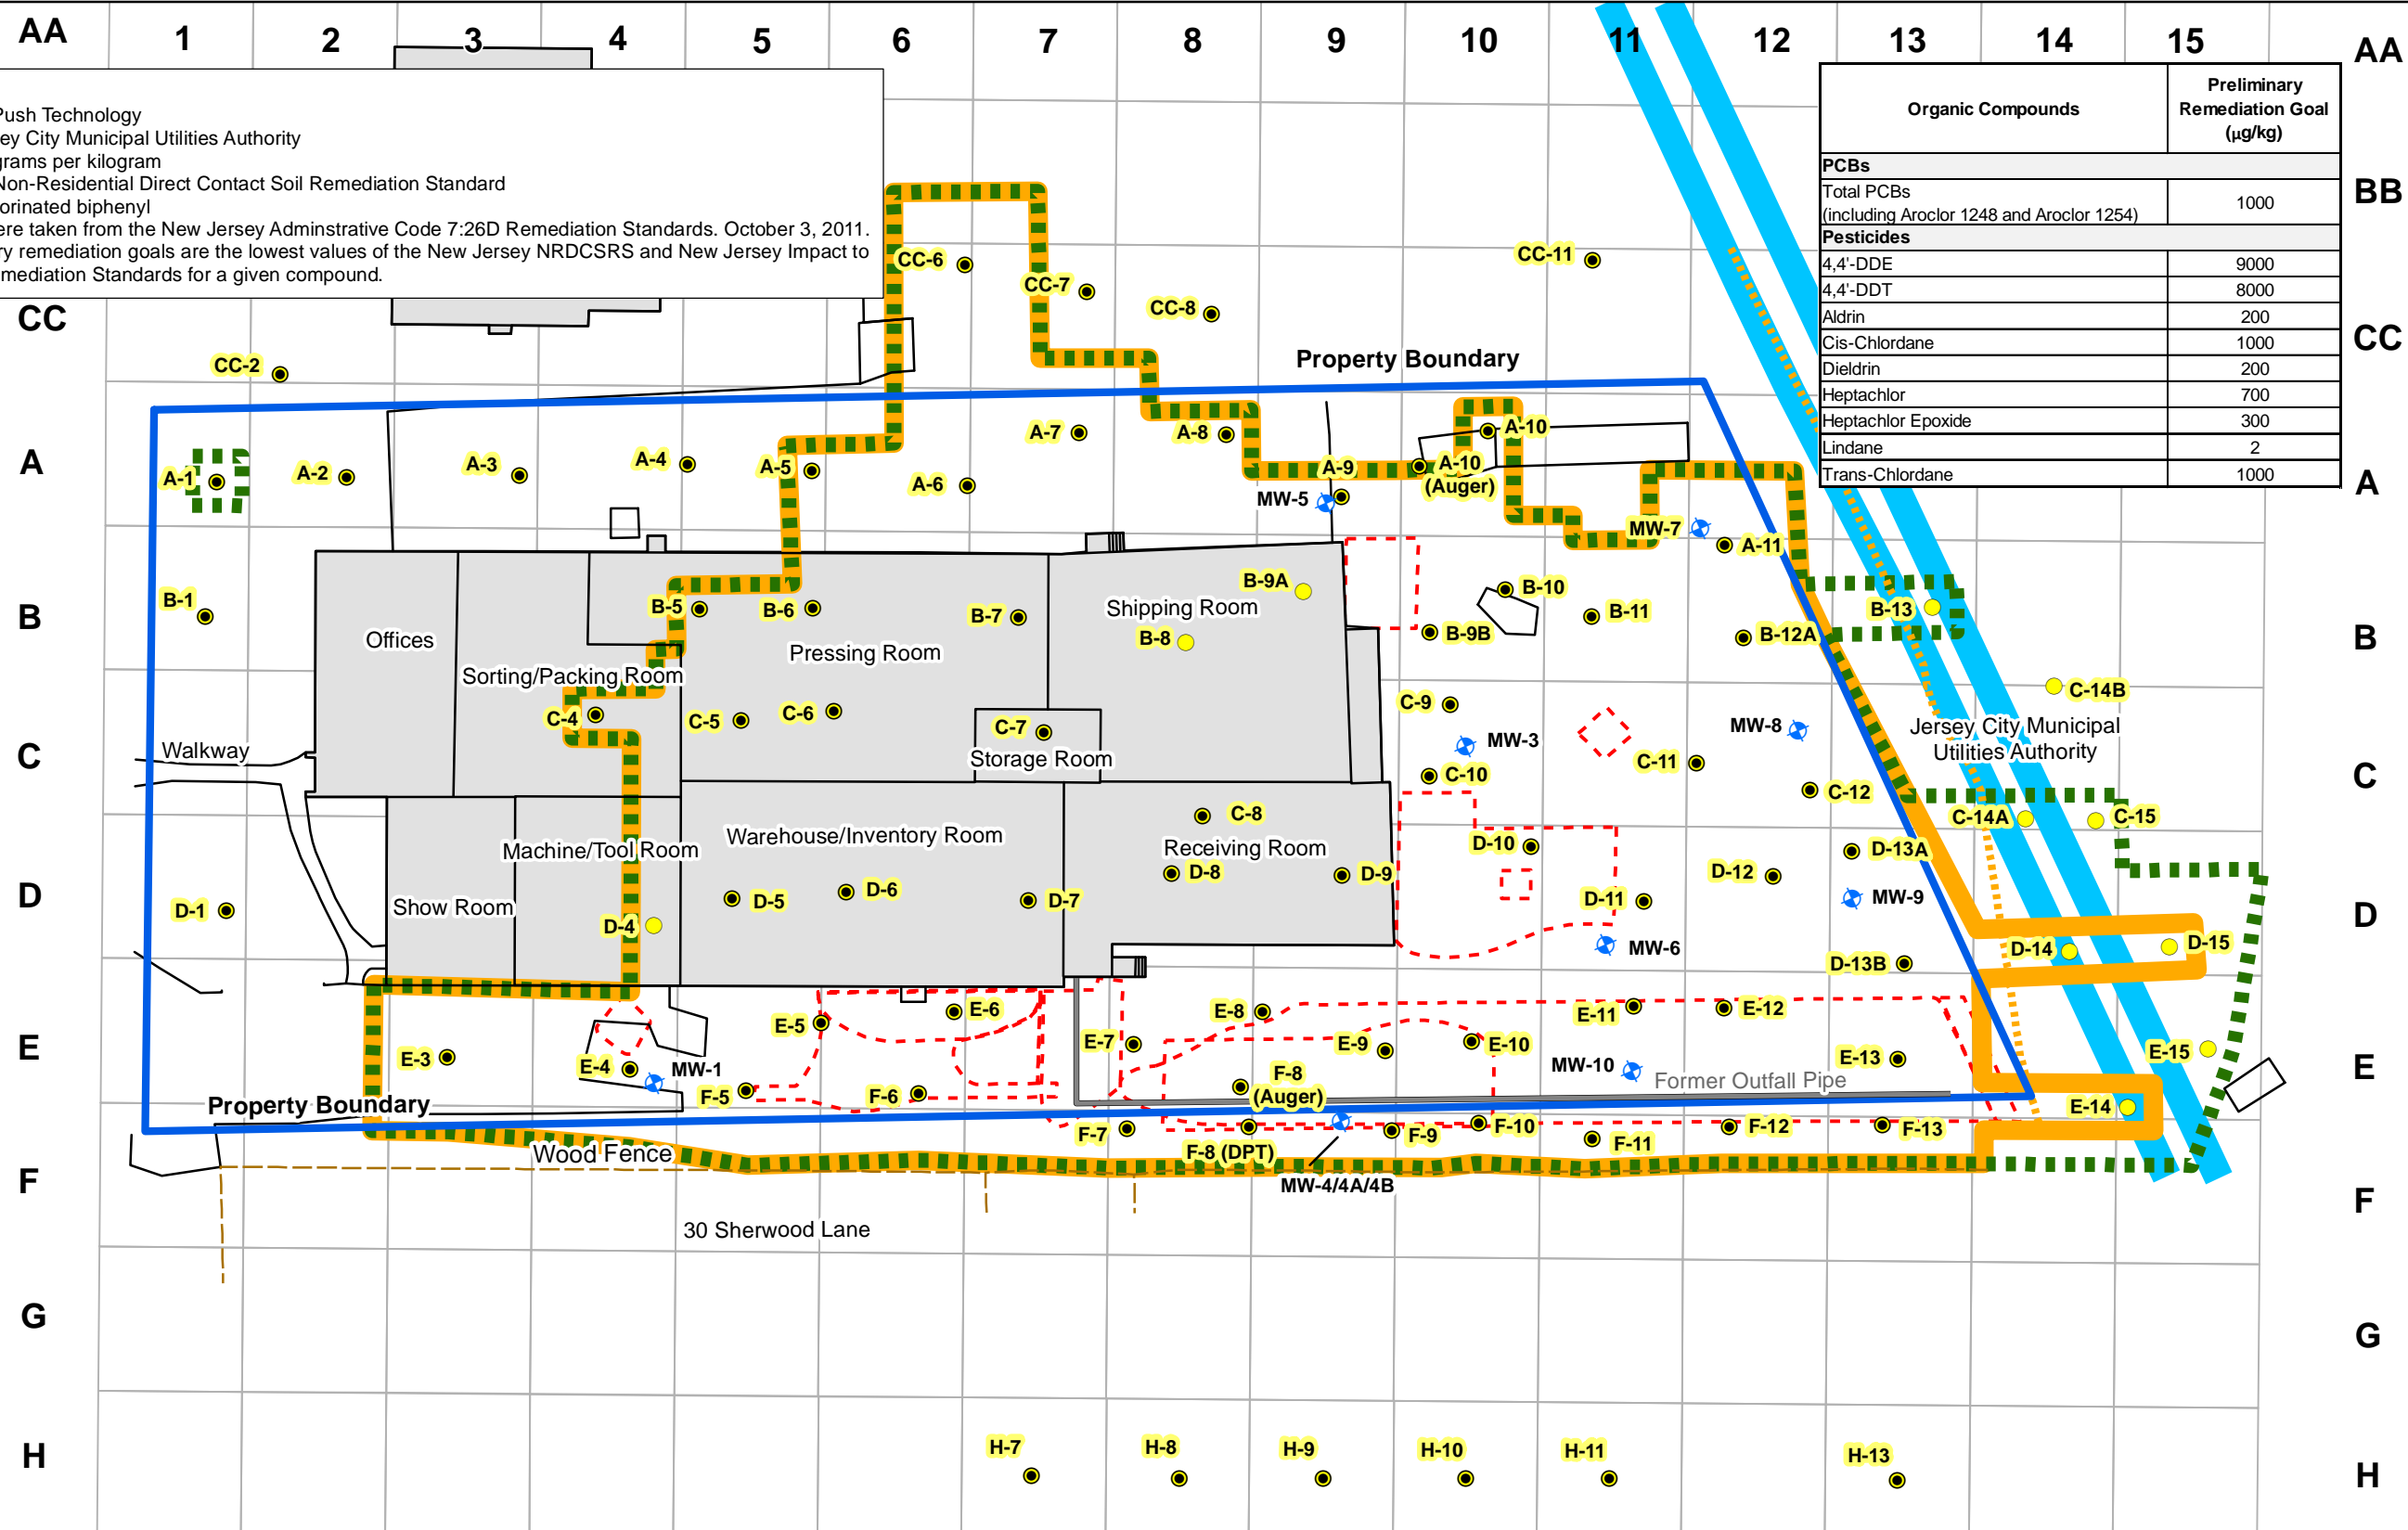 AA 1 2 3 4 5 6 7 8 9 10 11 12 13 14 15 AA
Push Technology
ey City Municipal Utilities Authority
grams per kilogram
Non-Residential Direct Contact Soil Remediation Standard
orinated biphenyl
ere taken from the New Jersey Adminstrative Code 7:26D Remediation Standards. October 3, 2011.
ry remediation goals are the lowest values of the New Jersey NRDCSRS and New Jersey Impact to
mediation Standards for a given compound.
Organic Compounds
Preliminary
Remediation Goal
(µg/kg)
PCBs
Total PCBs
(including Aroclor 1248 and Aroclor 1254) 1000
Pesticides
4,4'-DDE 9000
4,4'-DDT 8000
Aldrin 200
Cis-Chlordane 1000
Dieldrin 200
Heptachlor 700
Heptachlor Epoxide 300
Lindane 2
Trans-Chlordane 1000
BB
CC-6 CC-7 CC-8 CC-11
CC CC
CC-2
Property Boundary
A A
A-1 A-2 A-3 A-4 A-5 A-6 A-7 A-8 A-9 A-10
A-10
(Auger)
MW-5 MW-7 A-11
B B
B-1 B-5 B-6 B-7 B-8 B-9A B-9B B-10 B-11 B-12A B-13
Offices
Sorting/Packing Room
Pressing Room
Shipping Room
C-14B
C C
Walkway
C-4 C-5 C-6 C-7 C-9 MW-3 C-10 C-11 MW-8 C-12
Storage Room
Jersey City Municipal
Utilities Authority
C-14A C-15
C-8
Machine/Tool Room
Warehouse/Inventory Room
Receiving Room
D D
D-1
Show Room
D-4 D-5 D-6 D-7 D-8 D-9 D-10 D-11 D-12 D-13A
MW-9 MW-6 D-13B D-14 D-15
E E
E-3 E-4 MW-1 E-5 E-6 E-7 E-8 E-9 E-10 E-11 E-12 E-13 E-15
MW-10
Former Outfall Pipe
E-14
F-5 F-6
F-8
(Auger)
Property Boundary
F-7 F-8 (DPT) F-9 F-10 F-11 F-12 F-13
Wood Fence
MW-4/4A/4B
F F
30 Sherwood Lane
G G
H H
H-7 H-8 H-9 H-10 H-11 H-13